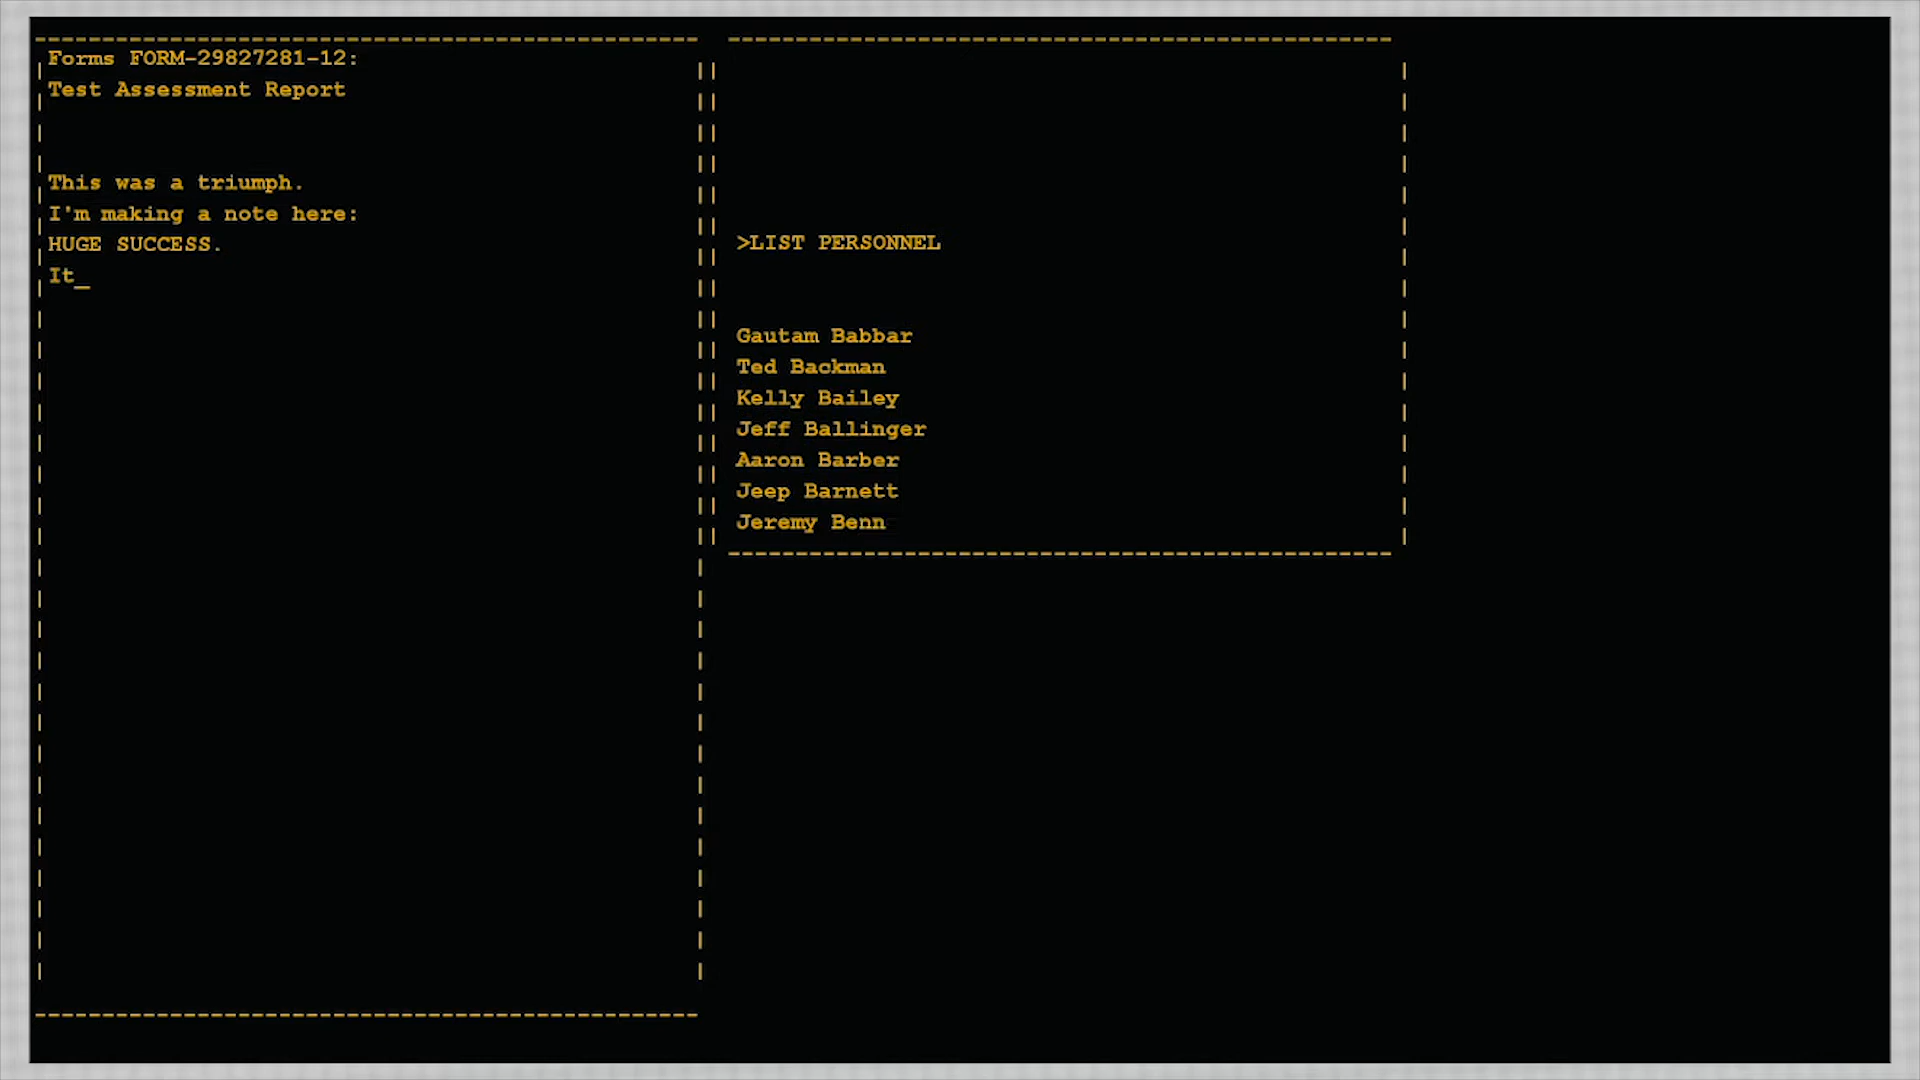 Forms FORM-29827281-12:
Test Assessment Report
This was a triumph.
I'm making a note here:
HUGE SUCCESS.
It_
>LIST PERSONNEL
Gautam Babbar
Ted Backman
Kelly Bailey
Jeff Ballinger
Aaron Barber
Jeep Barnett
Jeremy Benn